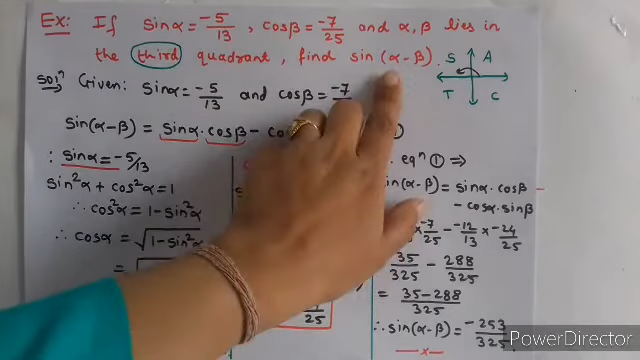 Ex: If sinα = -5/13 , cosβ = -7/25 and α, β lies in
the third quadrant, find sin (α - β).
S A
T C
Solⁿ Given: sinα = -5/13 and cosβ = -7
sin(α-β) = sinα·cosβ -
: sinα = -5/13
sin²α + cos²α = 1
∴ cos²α = 1 - sin²α
∴ cosα = √1 - sin²α
=
25
eqⁿ ① ⇒
sin(α-β) = sinα·cosβ
- cosα·sinβ
× -7/25 - -12/13 × -24/25
35/325 - 288/325
= 35-288/325
∴ sin(α-β) = -253/325
—x—
PowerDirector